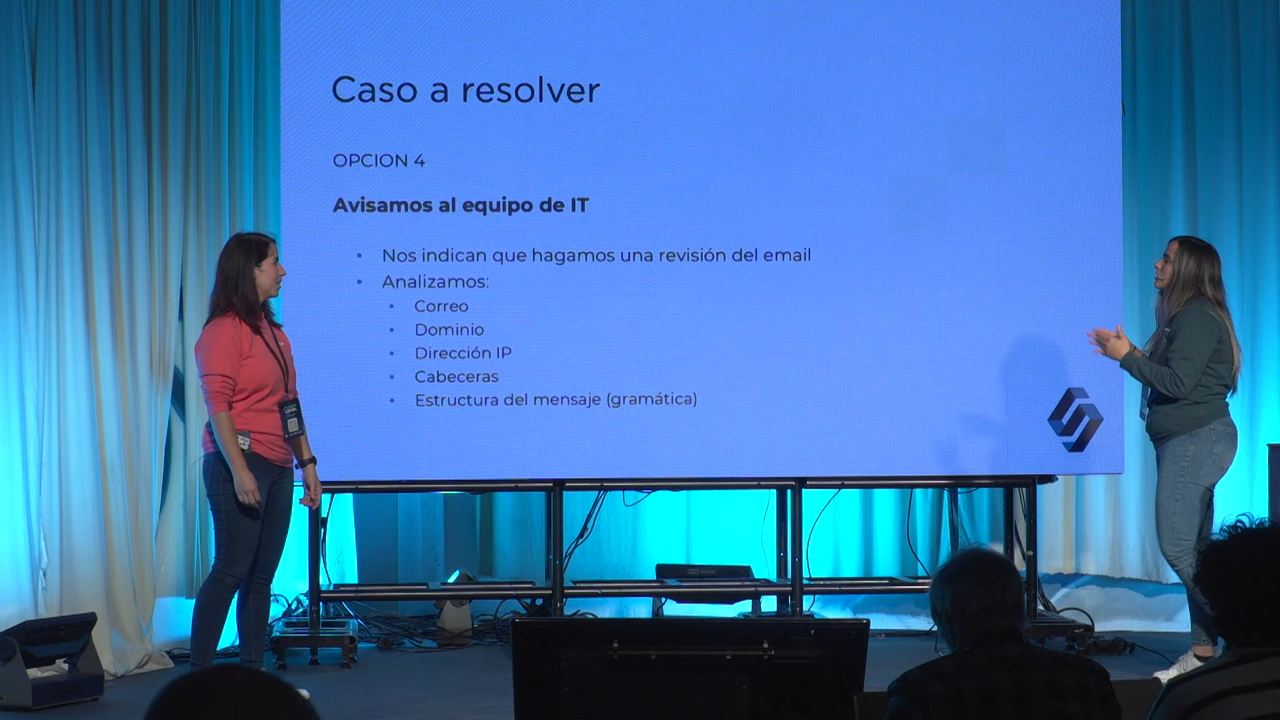 Caso a resolver
OPCION 4
Avisamos al equipo de IT
• Nos indican que hagamos una revisión del email
• Analizamos:
• Correo
• Dominio
• Dirección IP
• Cabeceras
• Estructura del mensaje (gramática)